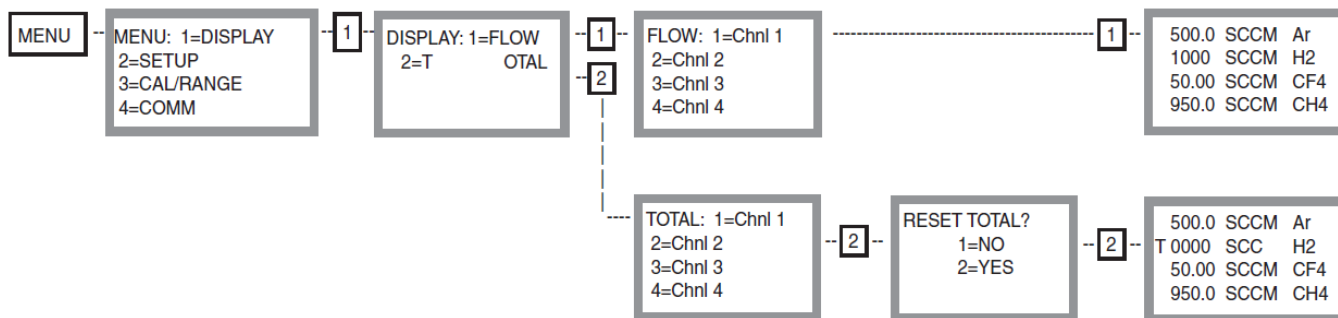 MENU
MENU: 1=DISPLAY
2=SETUP
3=CAL/RANGE
4=COMM
1
DISPLAY: 1=FLOW
2=T OTAL
1
2
FLOW: 1=Chnl 1
2=Chnl 2
3=Chnl 3
4=Chnl 4
1
500.0 SCCM Ar
1000 SCCM H2
50.00 SCCM CF4
950.0 SCCM CH4
TOTAL: 1=Chnl 1
2=Chnl 2
3=Chnl 3
4=Chnl 4
2
RESET TOTAL?
1=NO
2=YES
2
500.0 SCCM Ar
T 0000 SCC H2
50.00 SCCM CF4
950.0 SCCM CH4